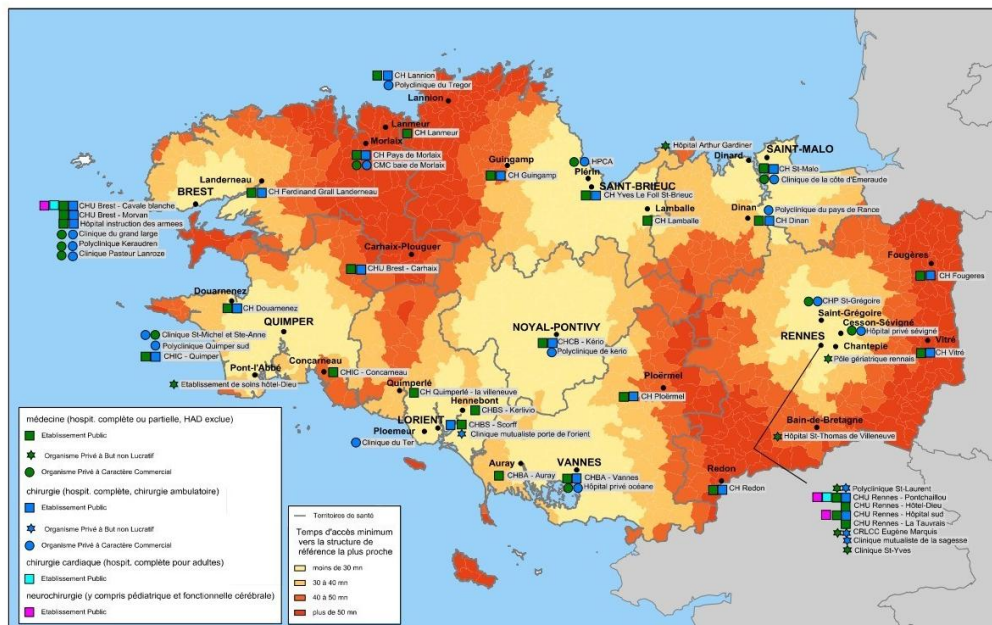 CH Lannion
Polyclinique du Tregor
Lannion
Lanmeur
CH Lanmeur
Morlaix
CH Pays de Morlaix
CMC baie de Morlaix
Landerneau
BREST
CH Ferdinand Grall Landerneau
CHU Brest - Cavale blanche
CHU Brest - Morvan
Hôpital instruction des armees
Clinique du grand large
Polyclinique Keraudren
Clinique Pasteur Lanroze
Guingamp
CH Guingamp
HPCA
Plérin
SAINT-BRIEUC
CH Yves Le Foll St-Brieuc
Lamballe
CH Lamballe
Hôpital Arthur Gardiner
Dinard
SAINT-MALO
CH St-Malo
Clinique de la côte d'Emeraude
Polyclinique du pays de Rance
Dinan
CH Dinan
Carhaix-Plouguer
CHU Brest - Carhaix
Fougères
CH Fougeres
Douarnenez
CH Douarnenez
QUIMPER
Clinique St-Michel et Ste-Anne
Polyclinique Quimper sud
CHIC - Quimper
Pont-l'Abbé
Etablissement de soins hôtel-Dieu
Concarneau
CHIC - Concarneau
Quimperlé
CH Quimperlé - la villeneuve
Hennebont
CHBS - Kerlivio
LORIENT
CHBS - Scorff
Ploemeur
Clinique mutualiste porte de l'orient
Clinique du Ter
NOYAL-PONTIVY
CHCB - Kério
Polyclinique de kerio
Ploërmel
CH Ploërmel
Auray
CHBA - Auray
VANNES
CHBA - Vannes
Hôpital privé océane
CHP St-Grégoire
Saint-Grégoire
Cesson-Sévigné
Hôpital privé sévigné
RENNES
Chantepie
Pôle gériatrique rennais
Vitré
CH Vitré
Bain-de-Bretagne
Hôpital St-Thomas de Villeneuve
Redon
CH Redon
Polyclinique St-Laurent
CHU Rennes - Pontchaillou
CHU Rennes - Hôtel-Dieu
CHU Rennes - Hôpital sud
CHU Rennes - La Tauvrais
CRLCC Eugène Marquis
Clinique mutualiste de la sagesse
Clinique St-Yves
médecine (hospit. complète ou partielle, HAD exclue)
Etablissement Public
Organisme Privé à But non Lucratif
Organisme Privé à Caractère Commercial
chirurgie (hospit. complète, chirurgie ambulatoire)
Etablissement Public
Organisme Privé à But non Lucratif
Organisme Privé à Caractère Commercial
chirurgie cardiaque (hospit. complète pour adultes)
Etablissement Public
neurochirurgie (y compris pédiatrique et fonctionnelle cérébrale)
Etablissement Public
Territoires de santé
Temps d'accès minimum
vers la structure de
référence la plus proche
moins de 30 mn
30 à 40 mn
40 à 50 mn
plus de 50 mn